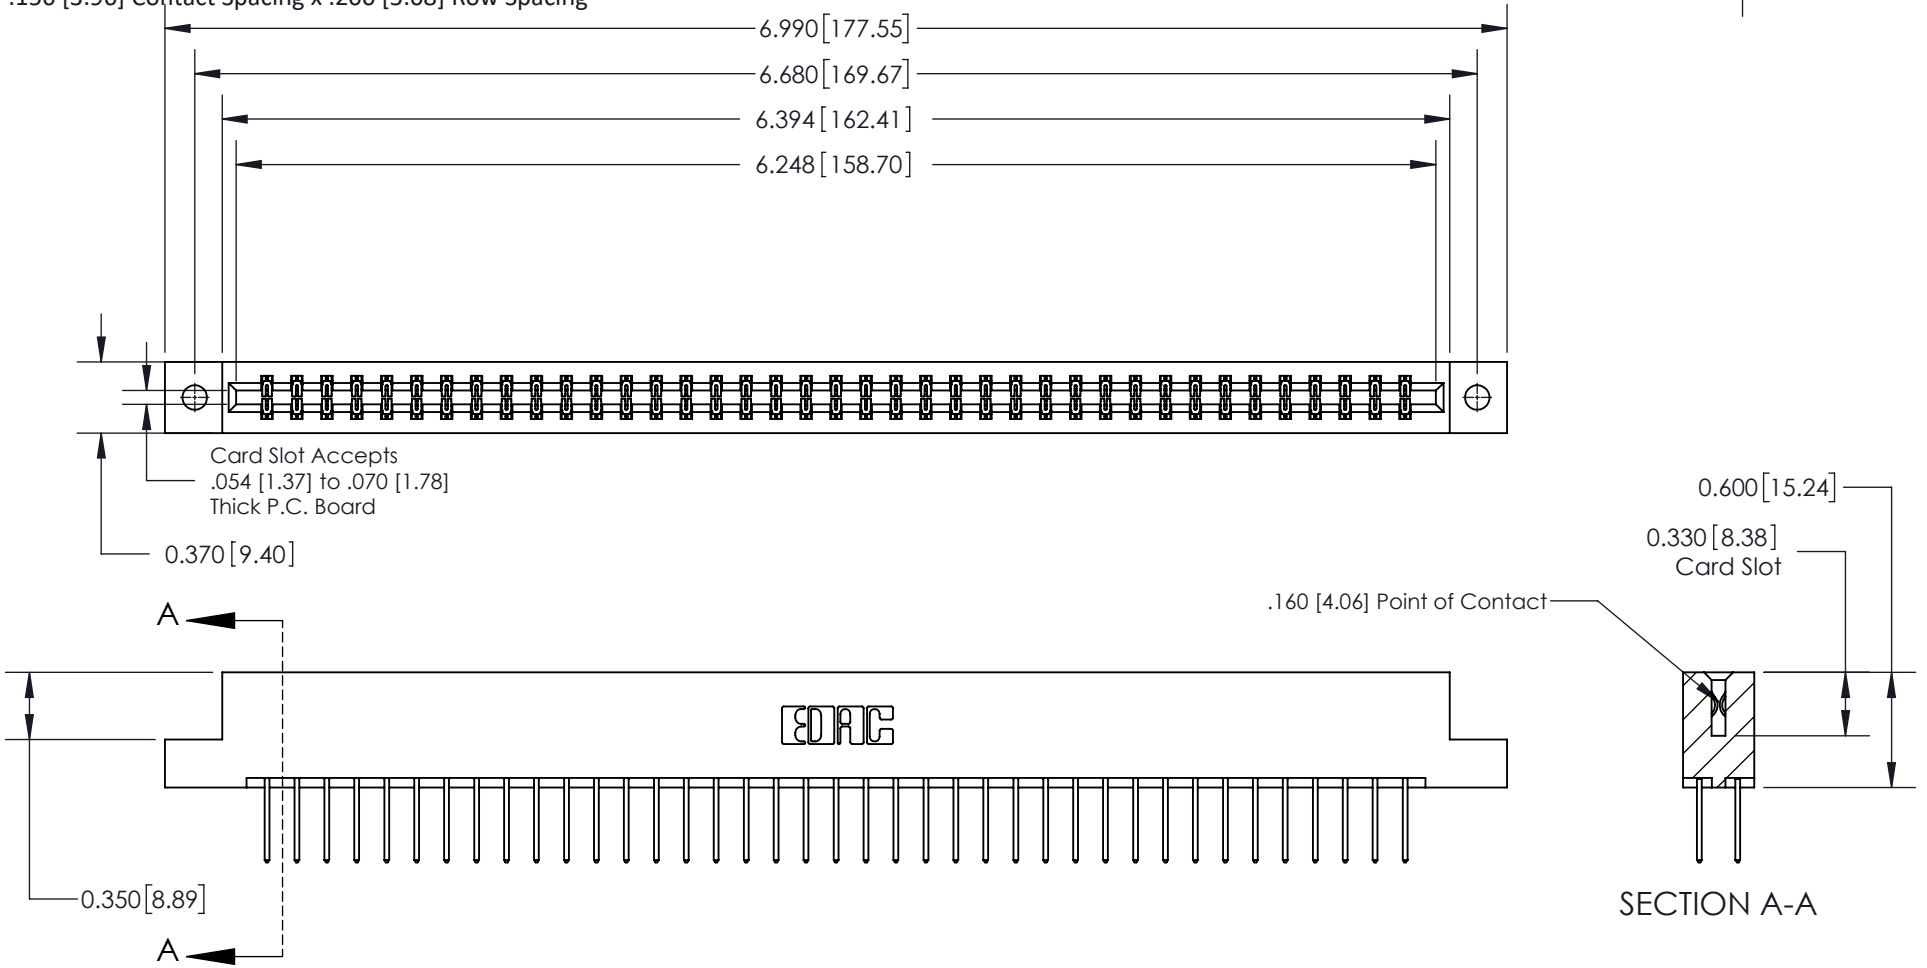 .156 [3.96] Contact Spacing x .200 [5.08] Row Spacing
6.990[177.55]
6.680[169.67]
6.394[162.41]
6.248[158.70]
Card Slot Accepts
.054 [1.37] to .070 [1.78]
Thick P.C. Board
0.370[9.40]
0.600[15.24]
0.330[8.38]
Card Slot
.160 [4.06] Point of Contact
A
EDAC
0.350[8.89]
A
SECTION A-A